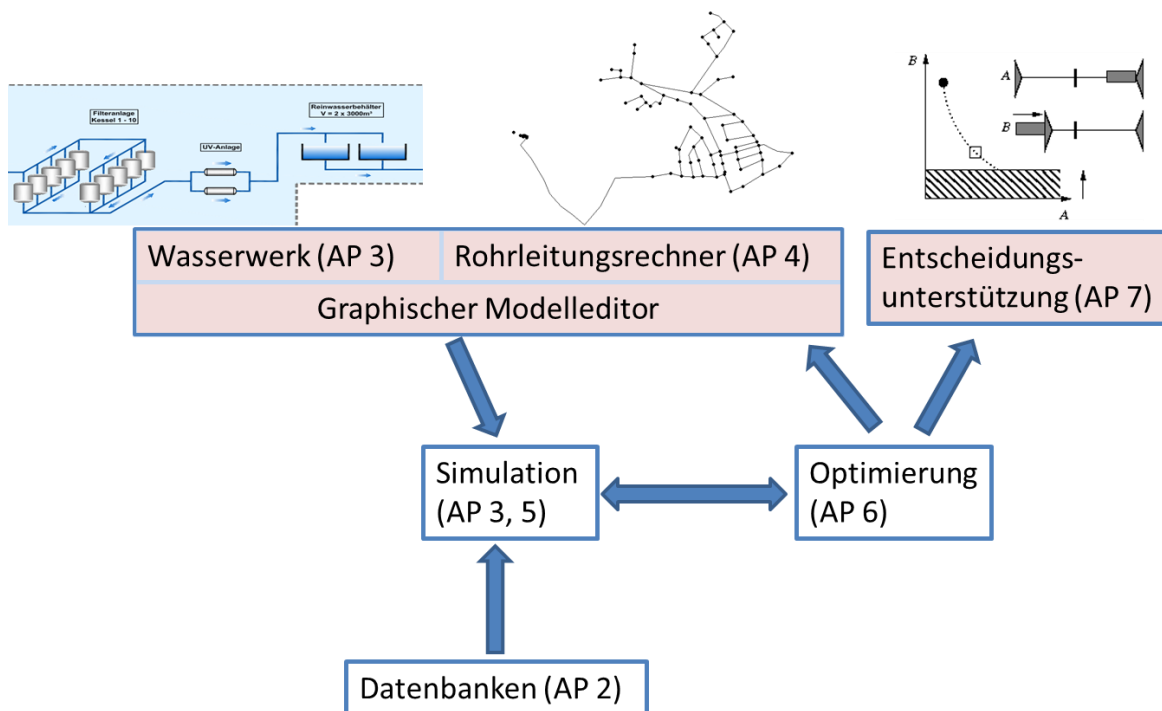 Filteranlage
Kessel 1 - 10
UV-Anlage
Reinwasserbehälter
V = 2 x 3000m³
B
A
B
A
Wasserwerk (AP 3)
Rohrleitungsrechner (AP 4)
Graphischer Modelleditor
Entscheidungs-
unterstützung (AP 7)
Simulation
(AP 3, 5)
Optimierung
(AP 6)
Datenbanken (AP 2)